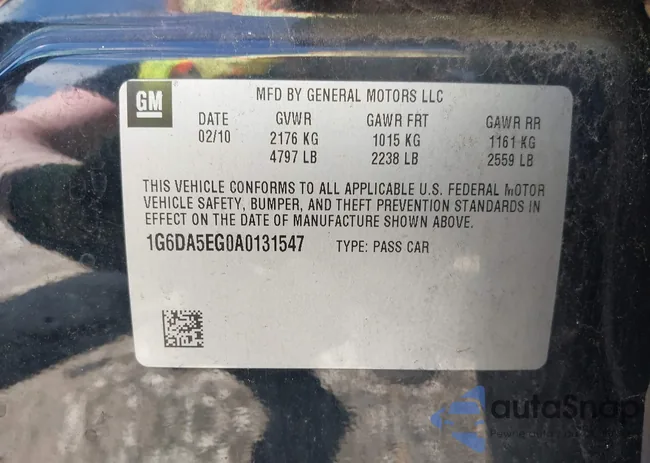 GM
MFD BY GENERAL MOTORS LLC
DATE GVWR GAWR FRT GAWR RR
02/10 2176 KG 1015 KG 1161 KG
4797 LB 2238 LB 2559 LB
THIS VEHICLE CONFORMS TO ALL APPLICABLE U.S. FEDERAL MOTOR
VEHICLE SAFETY, BUMPER, AND THEFT PREVENTION STANDARDS IN
EFFECT ON THE DATE OF MANUFACTURE SHOWN ABOVE.
1G6DA5EG0A0131547 TYPE: PASS CAR
autoSnap